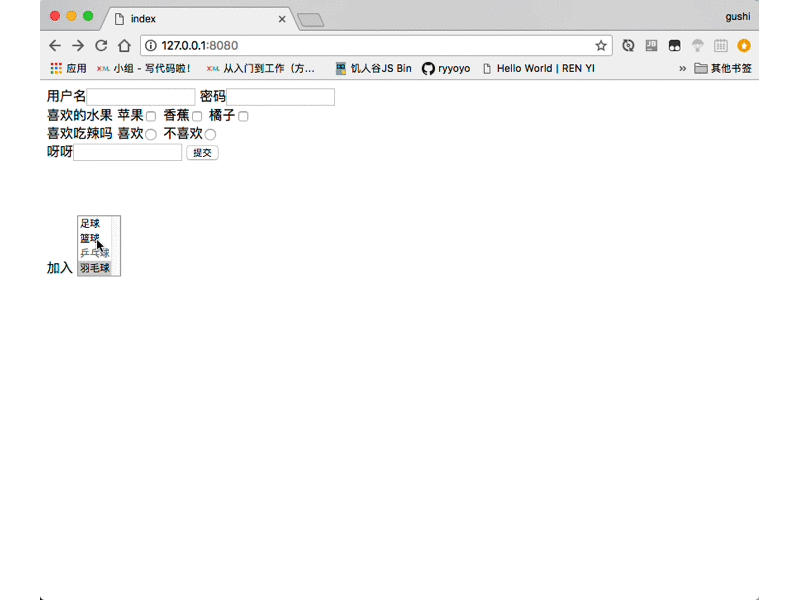 index
gushi
127.0.0.1:8080
应用 小组 - 写代码啦！ 从入门到工作（方... 饥人谷JS Bin ryyoyo Hello World | REN YI » 其他书签
用户名 密码
喜欢的水果 苹果 香蕉 橘子
喜欢吃辣吗 喜欢 不喜欢
呀呀 提交
足球
篮球
乒乓球
加入 羽毛球